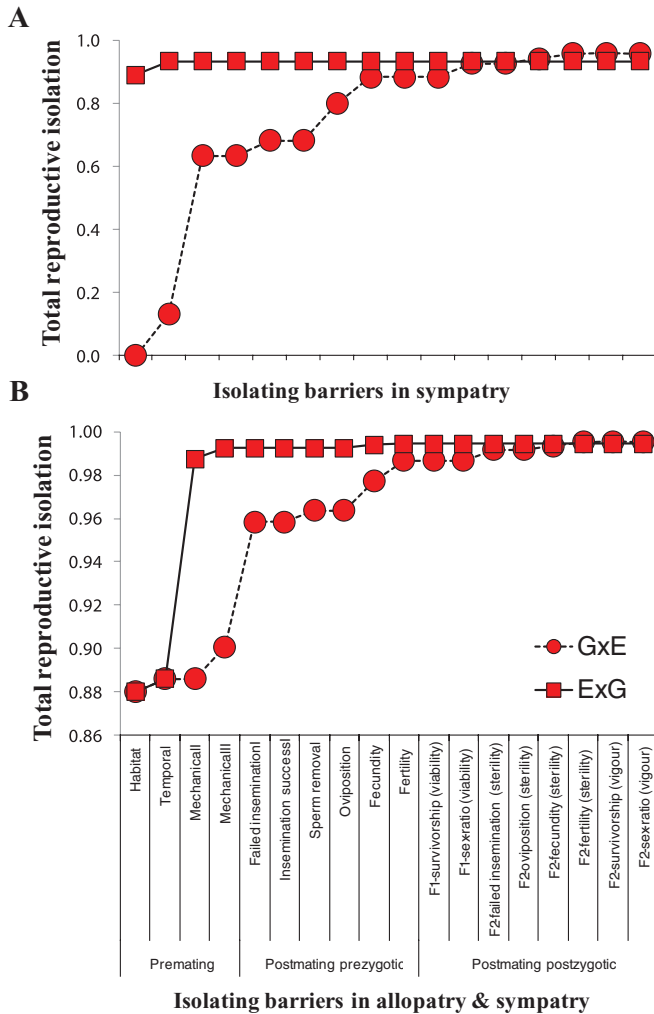 A
Total reproductive isolation
1.0
0.8
0.6
0.4
0.2
0.0
Isolating barriers in sympatry
B
Total reproductive isolation
1.00
0.98
0.96
0.94
0.92
0.90
0.88
0.86
GxE
ExG
Habitat
Temporal
MechanicalI
MechanicalII
Failed inseminationI
Insemination successI
Sperm removal
Oviposition
Fecundity
Fertility
F1-survivorship (viability)
F1-sex-ratio (viability)
F2-failed insemination (sterility)
F2-oviposition (sterility)
F2-fecundity (sterility)
F2-fertility (sterility)
F2-survivorship (vigour)
F2-sex-ratio (vigour)
Premating
Postmating prezygotic
Postmating postzygotic
Isolating barriers in allopatry & sympatry